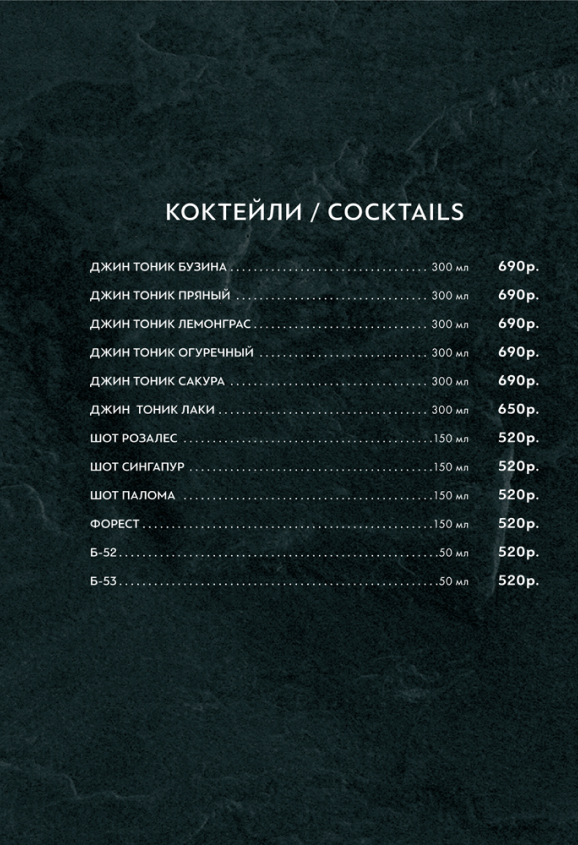 КОКТЕЙЛИ / COCKTAILS
ДЖИН ТОНИК БУЗИНА 300 мл 690р.
ДЖИН ТОНИК ПРЯНЫЙ 300 мл 690р.
ДЖИН ТОНИК ЛЕМОНГРАС 300 мл 690р.
ДЖИН ТОНИК ОГУРЕЧНЫЙ 300 мл 690р.
ДЖИН ТОНИК САКУРА 300 мл 690р.
ДЖИН ТОНИК ЛАКИ 300 мл 650р.
ШОТ РОЗАЛЕС 150 мл 520р.
ШОТ СИНГАПУР 150 мл 520р.
ШОТ ПАЛОМА 150 мл 520р.
ФОРЕСТ 150 мл 520р.
Б-52 50 мл 520р.
Б-53 50 мл 520р.